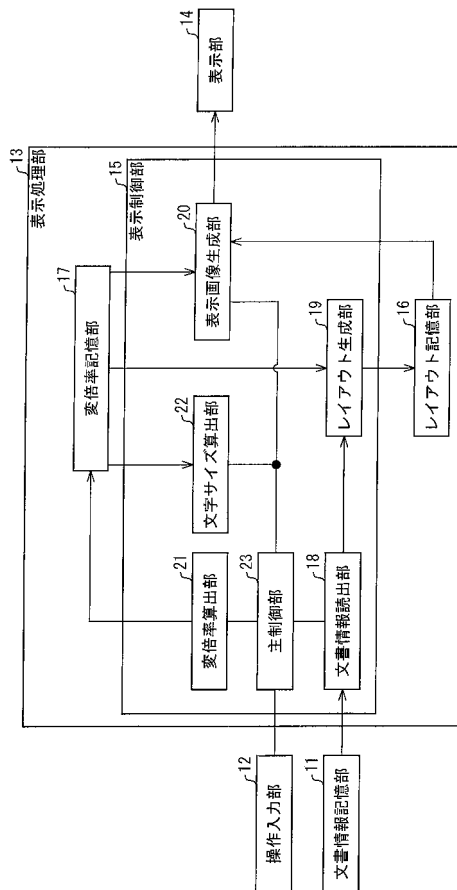 13
表示処理部
15
表示制御部
17
変倍率記憶部
14
表示部
20
表示画像生成部
22
文字サイズ算出部
21
変倍率算出部
19
レイアウト生成部
23
主制御部
12
操作入力部
18
文書情報読出部
16
レイアウト記憶部
11
文書情報記憶部